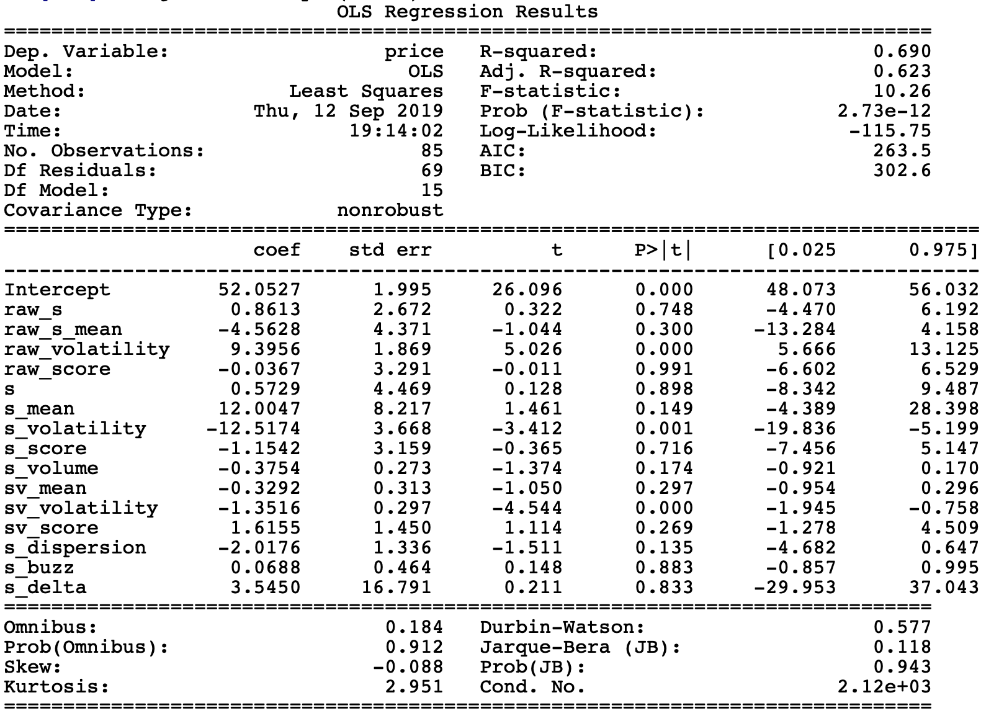 OLS Regression Results
==============================================================================
Dep. Variable:                  price   R-squared:                       0.690
Model:                            OLS   Adj. R-squared:                  0.623
Method:                 Least Squares   F-statistic:                     10.26
Date:                Thu, 12 Sep 2019   Prob (F-statistic):           2.73e-12
Time:                        19:14:02   Log-Likelihood:                -115.75
No. Observations:                  85   AIC:                             263.5
Df Residuals:                      69   BIC:                             302.6
Df Model:                          15
Covariance Type:            nonrobust
==================================================================================
                     coef    std err          t      P>|t|      [0.025      0.975]
----------------------------------------------------------------------------------
Intercept         52.0527      1.995     26.096      0.000      48.073      56.032
raw_s              0.8613      2.672      0.322      0.748      -4.470       6.192
raw_s_mean        -4.5628      4.371     -1.044      0.300     -13.284       4.158
raw_volatility     9.3956      1.869      5.026      0.000       5.666      13.125
raw_score         -0.0367      3.291     -0.011      0.991      -6.602       6.529
s                  0.5729      4.469      0.128      0.898      -8.342       9.487
s_mean            12.0047      8.217      1.461      0.149      -4.389      28.398
s_volatility     -12.5174      3.668     -3.412      0.001     -19.836      -5.199
s_score           -1.1542      3.159     -0.365      0.716      -7.456       5.147
s_volume          -0.3754      0.273     -1.374      0.174      -0.921       0.170
sv_mean           -0.3292      0.313     -1.050      0.297      -0.954       0.296
sv_volatility     -1.3516      0.297     -4.544      0.000      -1.945      -0.758
sv_score           1.6155      1.450      1.114      0.269      -1.278       4.509
s_dispersion      -2.0176      1.336     -1.511      0.135      -4.682       0.647
s_buzz             0.0688      0.464      0.148      0.883      -0.857       0.995
s_delta            3.5450     16.791      0.211      0.833     -29.953      37.043
==============================================================================
Omnibus:                        0.184   Durbin-Watson:                   0.577
Prob(Omnibus):                  0.912   Jarque-Bera (JB):                0.118
Skew:                          -0.088   Prob(JB):                        0.943
Kurtosis:                       2.951   Cond. No.                     2.12e+03
==============================================================================